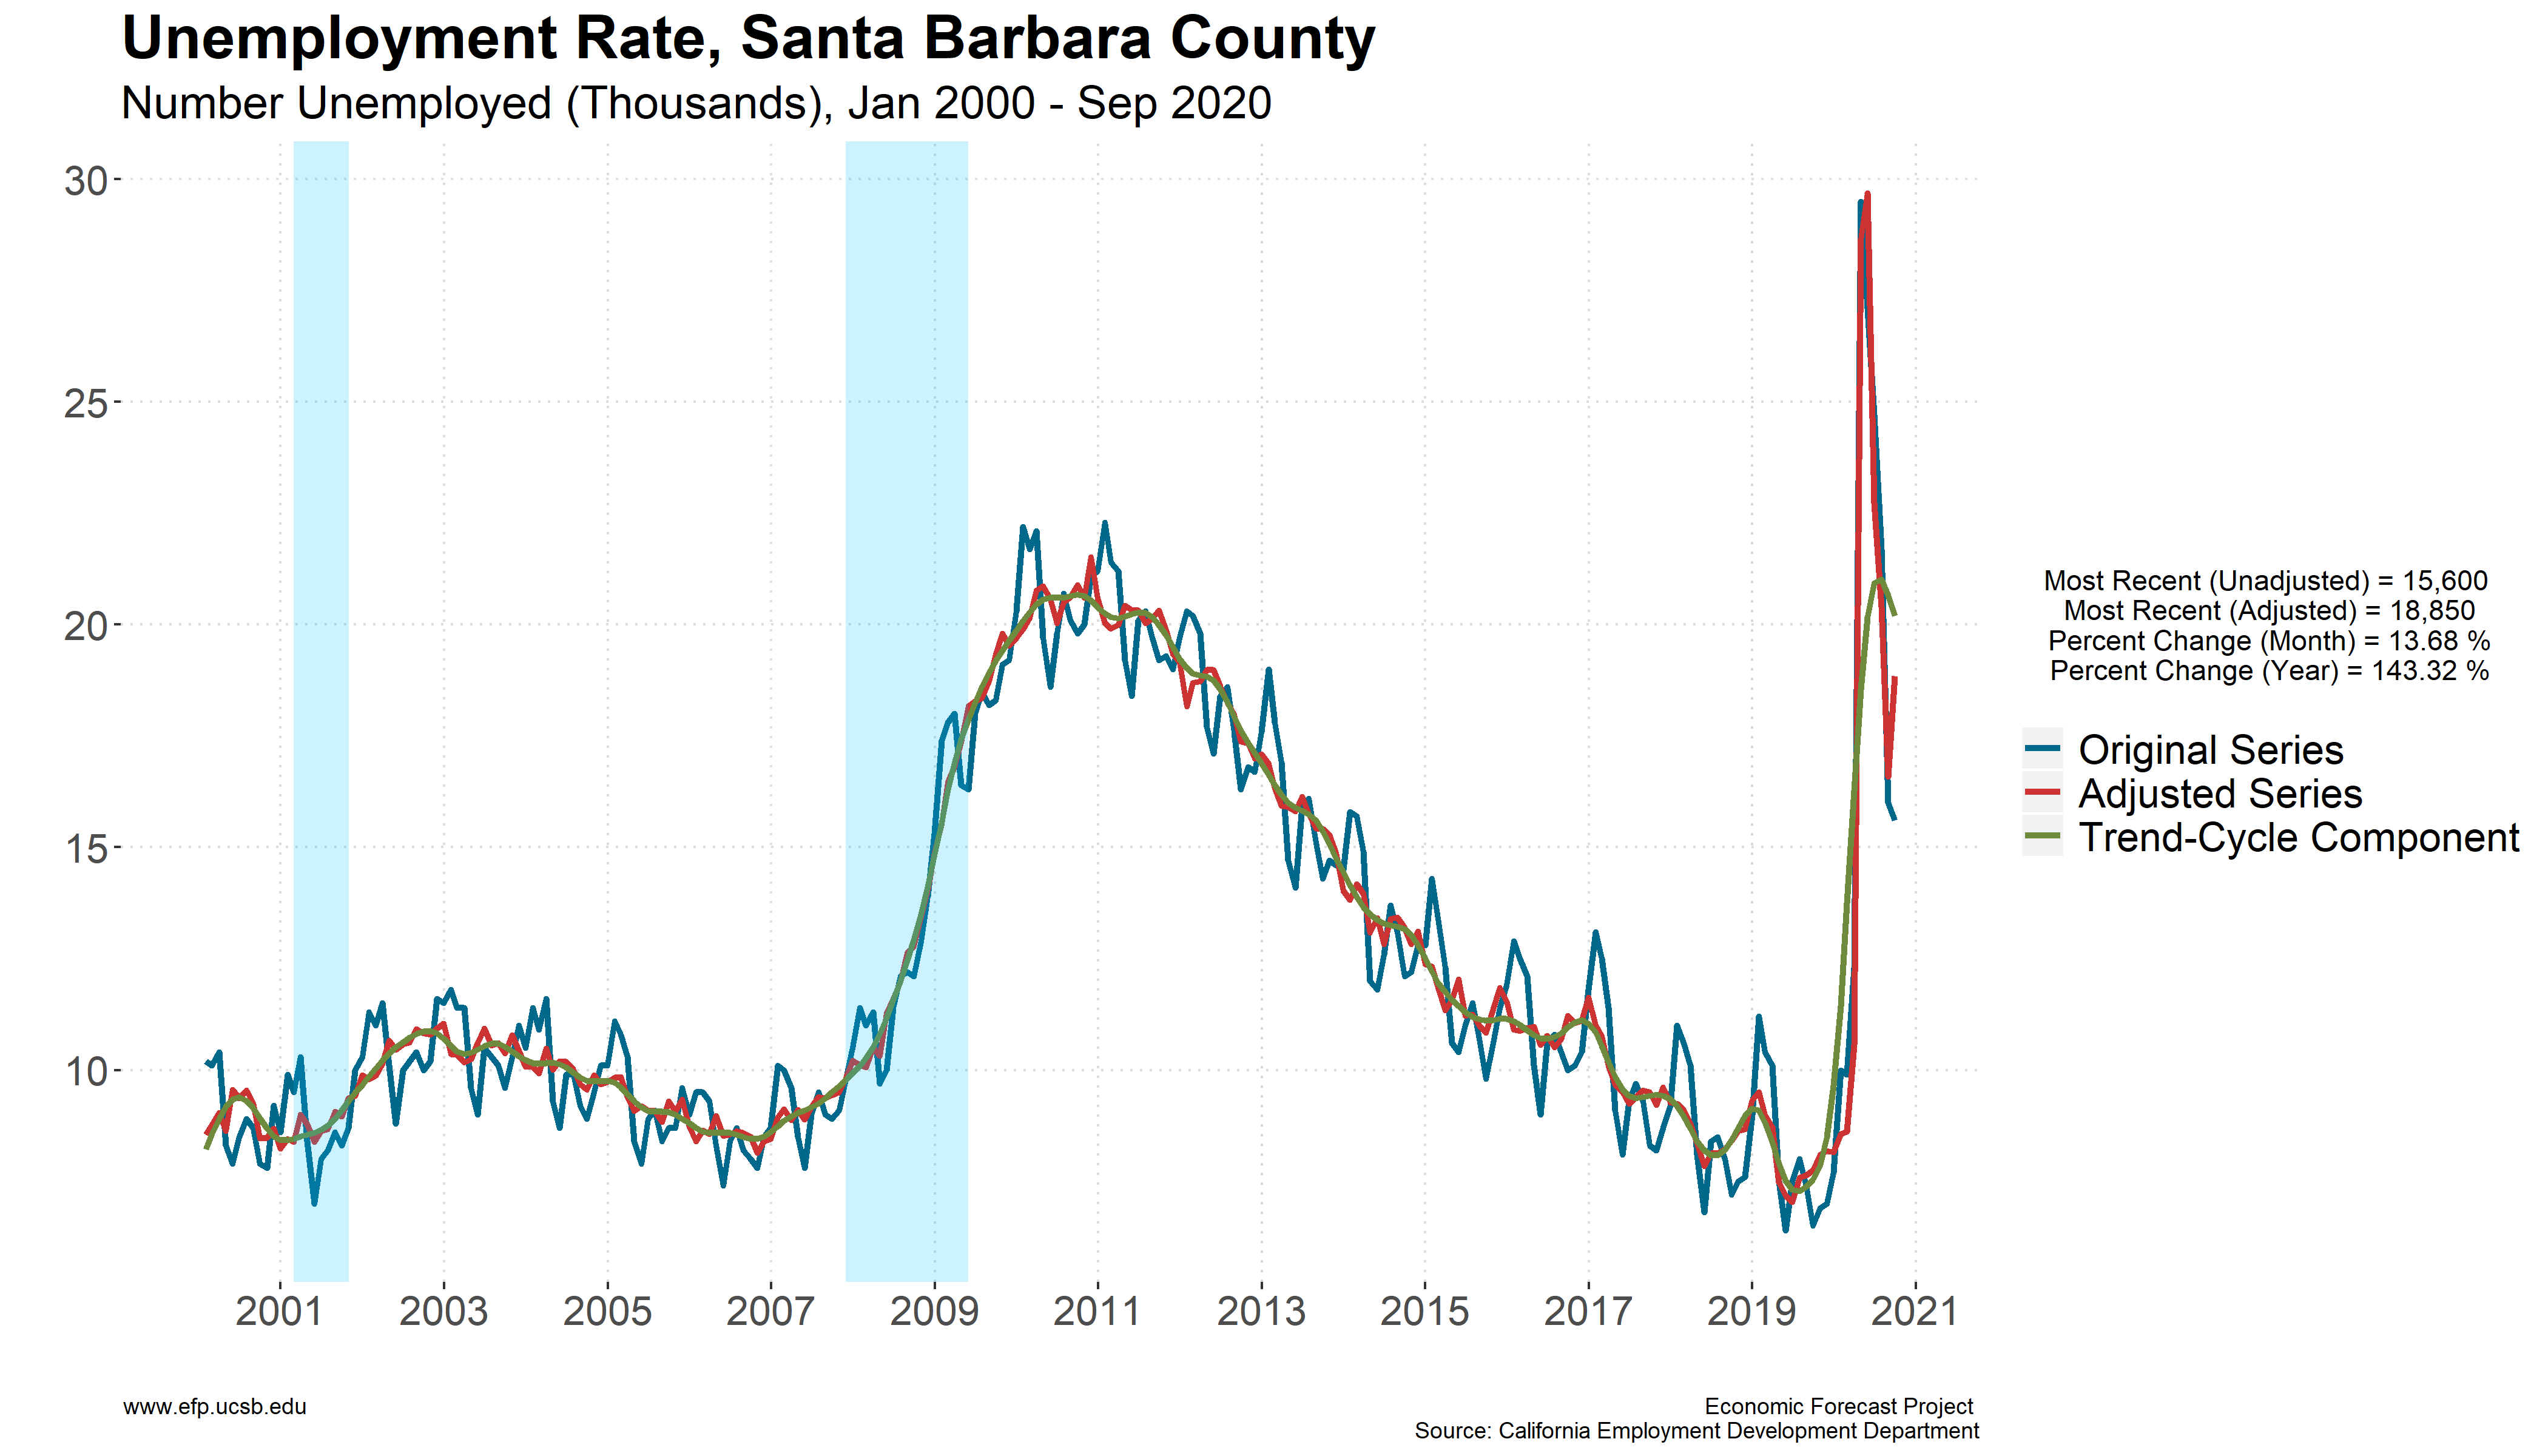 Unemployment Rate, Santa Barbara County
Number Unemployed (Thousands), Jan 2000 - Sep 2020
30
25
20
15
10
2001 2003 2005 2007 2009 2011 2013 2015 2017 2019 2021
Most Recent (Unadjusted) = 15,600
Most Recent (Adjusted) = 18,850
Percent Change (Month) = 13.68 %
Percent Change (Year) = 143.32 %
Original Series
Adjusted Series
Trend-Cycle Component
www.efp.ucsb.edu
Economic Forecast Project
Source: California Employment Development Department